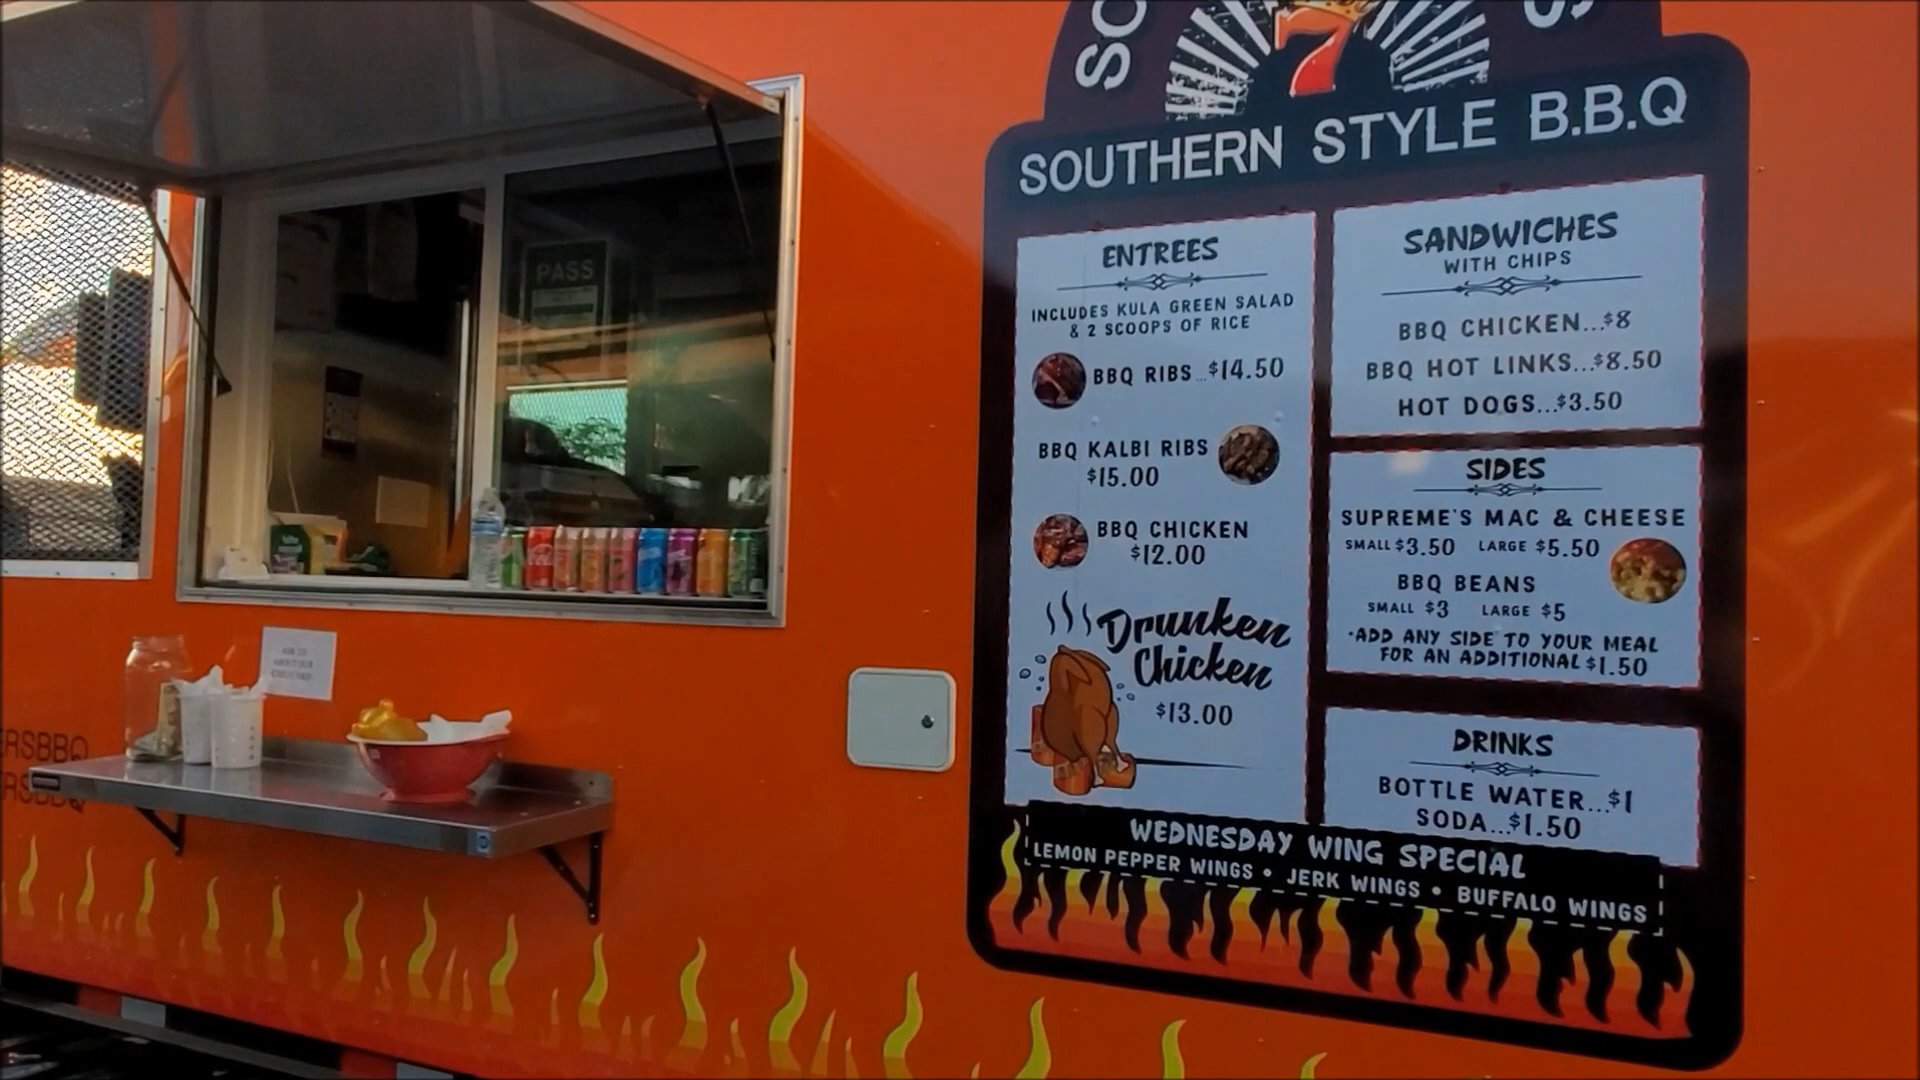 SO
S
7
SOUTHERN STYLE B.B.Q
ENTREES
INCLUDES KULA GREEN SALAD
& 2 SCOOPS OF RICE
BBQ RIBS...$14.50
BBQ KALBI RIBS
$15.00
BBQ CHICKEN
$12.00
Drunken
Chicken
$13.00
SANDWICHES
WITH CHIPS
BBQ CHICKEN...$8
BBQ HOT LINKS...$8.50
HOT DOGS...$3.50
SIDES
SUPREME'S MAC & CHEESE
SMALL $3.50 LARGE $5.50
BBQ BEANS
SMALL $3 LARGE $5
·ADD ANY SIDE TO YOUR MEAL
FOR AN ADDITIONAL $1.50
DRINKS
BOTTLE WATER...$1
SODA...$1.50
WEDNESDAY WING SPECIAL
LEMON PEPPER WINGS • JERK WINGS • BUFFALO WINGS
PASS
ERSBBQ
ERSBBQ